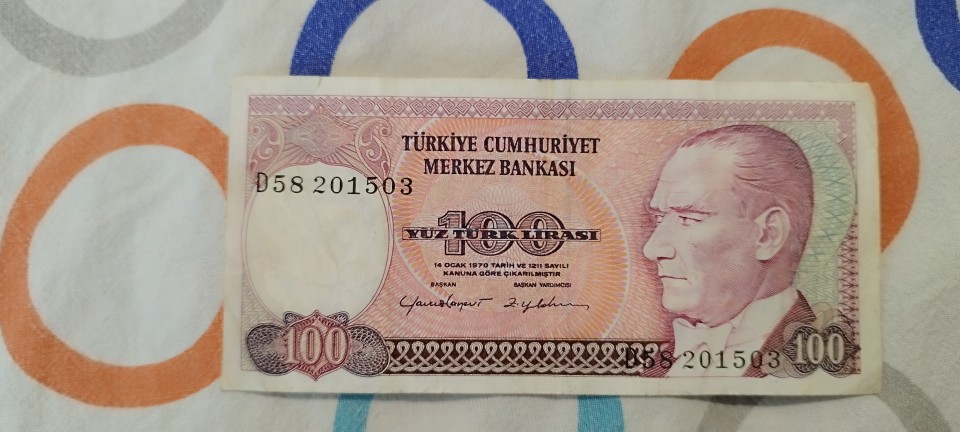 TÜRKİYE CUMHURİYET
MERKEZ BANKASI
D58 201503
100
YÜZ TÜRK LİRASI
14 OCAK 1970 TARİH VE 1211 SAYILI
KANUNA GÖRE ÇIKARILMIŞTIR
BAŞKAN BAŞKAN YARDIMCISI
100
D58 201503
100